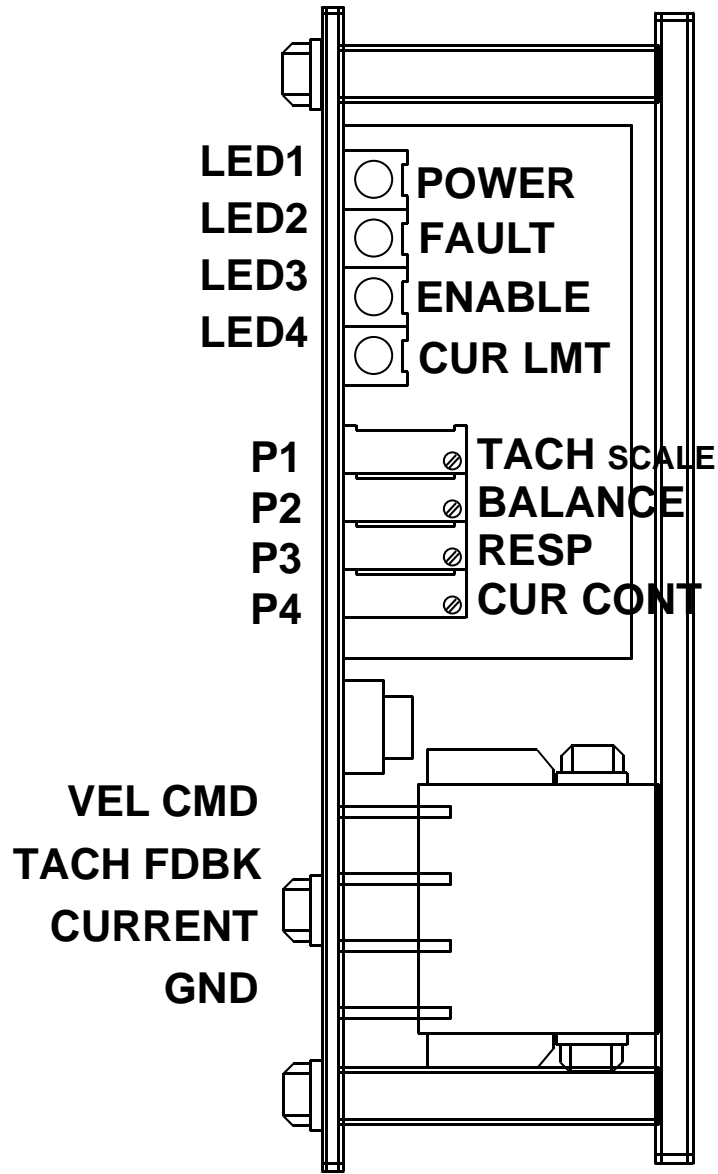 LED1 POWER
LED2 FAULT
LED3 ENABLE
LED4 CUR LMT
P1 TACH SCALE
P2 BALANCE
P3 RESP
P4 CUR CONT
VEL CMD
TACH FDBK
CURRENT
GND